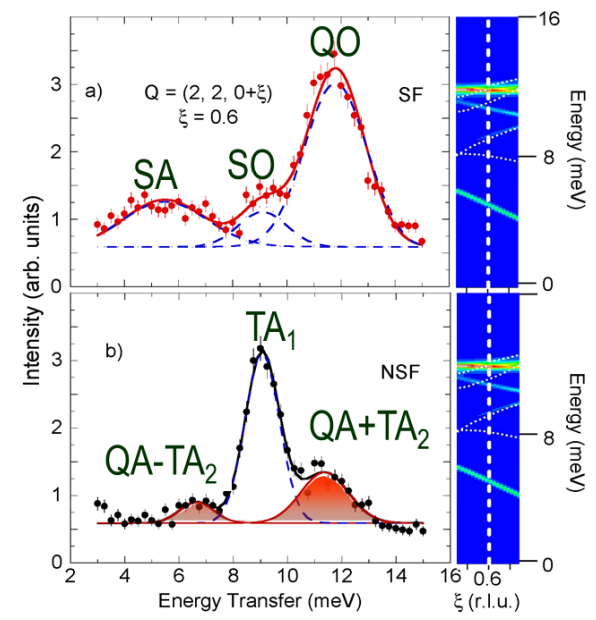 QO
a)
Q = (2, 2, 0+ξ)
ξ = 0.6
SF
SA
SO
3
2
1
0
16
8
0
Energy (meV)
Intensity (arb. units)
TA1
b)
NSF
QA-TA2
QA+TA2
3
2
1
0
8
0
Energy (meV)
2 4 6 8 10 12 14 16
0.6
Energy Transfer (meV)
ξ (r.l.u.)